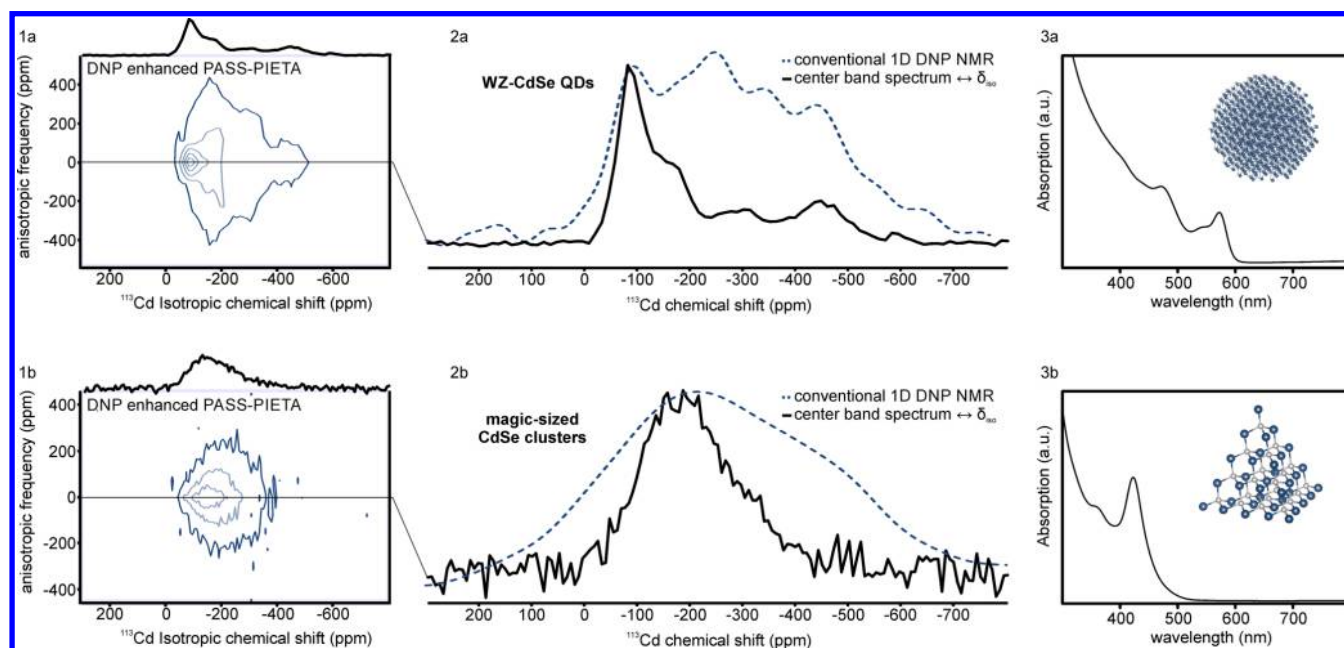 1a
DNP enhanced PASS-PIETA
anisotropic frequency (ppm)
400
200
0
-200
-400
200 0 -200 -400 -600
¹¹³Cd Isotropic chemical shift (ppm)
2a
WZ-CdSe QDs
conventional 1D DNP NMR
center band spectrum ↔ δiso
200 100 0 -100 -200 -300 -400 -500 -600 -700
¹¹³Cd chemical shift (ppm)
3a
Absorption (a.u.)
400 500 600 700
wavelength (nm)
1b
DNP enhanced PASS-PIETA
anisotropic frequency (ppm)
400
200
0
-200
-400
200 0 -200 -400 -600
¹¹³Cd Isotropic chemical shift (ppm)
2b
magic-sized
CdSe clusters
conventional 1D DNP NMR
center band spectrum ↔ δiso
200 100 0 -100 -200 -300 -400 -500 -600 -700
¹¹³Cd chemical shift (ppm)
3b
Absorption (a.u.)
400 500 600 700
wavelength (nm)